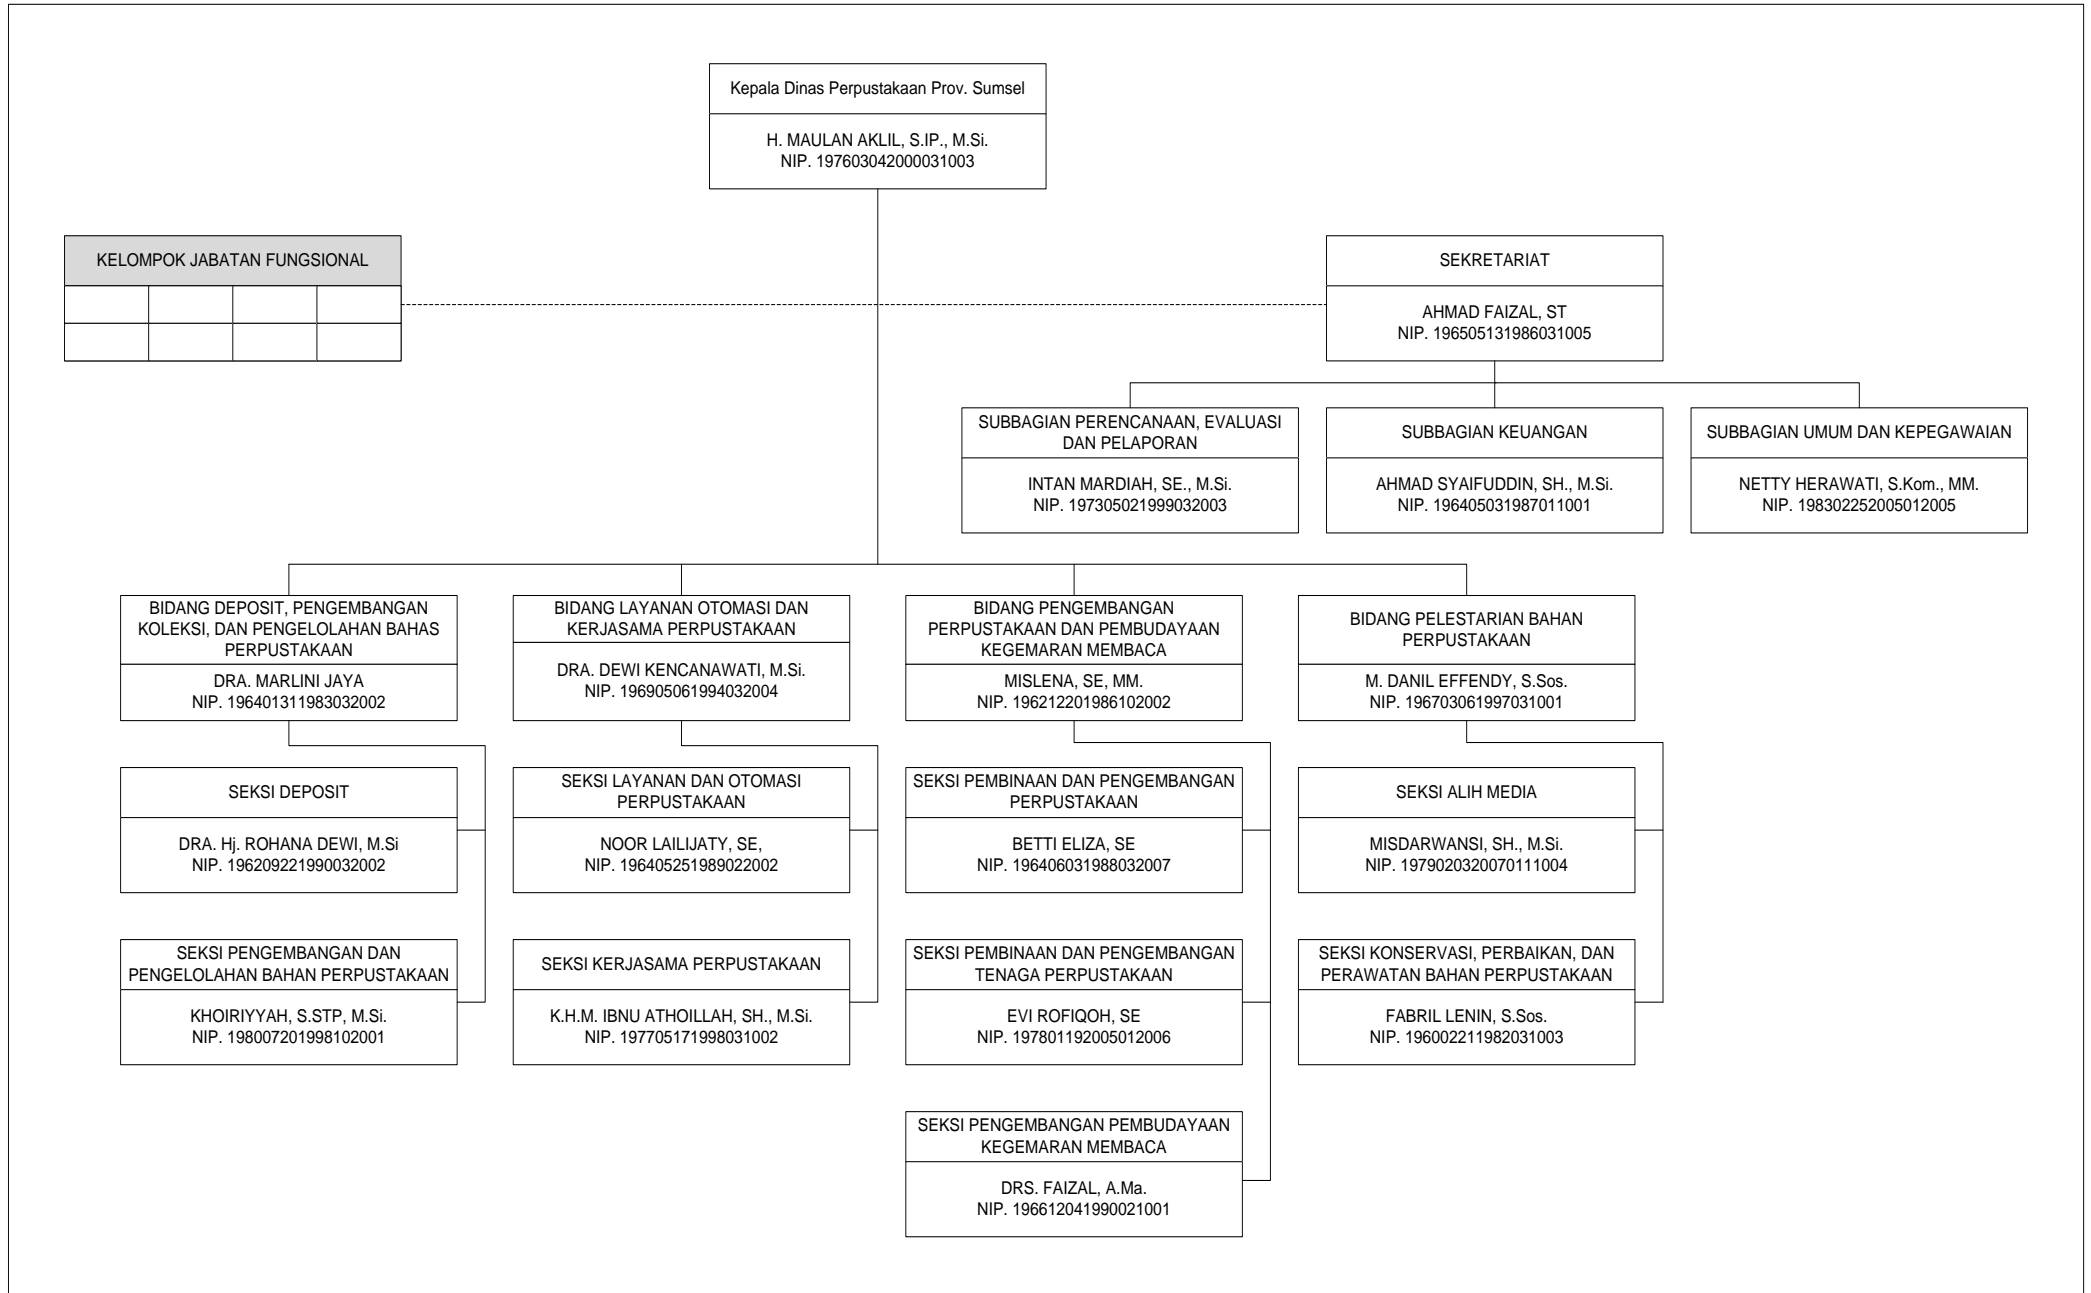 Kepala Dinas Perpustakaan Prov. Sumsel
H. MAULAN AKLIL, S.IP., M.Si.
NIP. 197603042000031003
KELOMPOK JABATAN FUNGSIONAL
SEKRETARIAT
AHMAD FAIZAL, ST
NIP. 196505131986031005
SUBBAGIAN PERENCANAAN, EVALUASI
DAN PELAPORAN
INTAN MARDIAH, SE., M.Si.
NIP. 197305021999032003
SUBBAGIAN KEUANGAN
AHMAD SYAIFUDDIN, SH., M.Si.
NIP. 196405031987011001
SUBBAGIAN UMUM DAN KEPEGAWAIAN
NETTY HERAWATI, S.Kom., MM.
NIP. 198302252005012005
BIDANG DEPOSIT, PENGEMBANGAN
KOLEKSI, DAN PENGELOLAHAN BAHAS
PERPUSTAKAAN
DRA. MARLINI JAYA
NIP. 196401311983032002
BIDANG LAYANAN OTOMASI DAN
KERJASAMA PERPUSTAKAAN
DRA. DEWI KENCANAWATI, M.Si.
NIP. 196905061994032004
BIDANG PENGEMBANGAN
PERPUSTAKAAN DAN PEMBUDAYAAN
KEGEMARAN MEMBACA
MISLENA, SE, MM.
NIP. 196212201986102002
BIDANG PELESTARIAN BAHAN
PERPUSTAKAAN
M. DANIL EFFENDY, S.Sos.
NIP. 196703061997031001
SEKSI DEPOSIT
DRA. Hj. ROHANA DEWI, M.Si
NIP. 196209221990032002
SEKSI LAYANAN DAN OTOMASI
PERPUSTAKAAN
NOOR LAILIJATY, SE,
NIP. 196405251989022002
SEKSI PEMBINAAN DAN PENGEMBANGAN
PERPUSTAKAAN
BETTI ELIZA, SE
NIP. 196406031988032007
SEKSI ALIH MEDIA
MISDARWANSI, SH., M.Si.
NIP. 1979020320070111004
SEKSI PENGEMBANGAN DAN
PENGELOLAHAN BAHAN PERPUSTAKAAN
KHOIRIYYAH, S.STP, M.Si.
NIP. 198007201998102001
SEKSI KERJASAMA PERPUSTAKAAN
K.H.M. IBNU ATHOILLAH, SH., M.Si.
NIP. 197705171998031002
SEKSI PEMBINAAN DAN PENGEMBANGAN
TENAGA PERPUSTAKAAN
EVI ROFIQOH, SE
NIP. 197801192005012006
SEKSI KONSERVASI, PERBAIKAN, DAN
PERAWATAN BAHAN PERPUSTAKAAN
FABRIL LENIN, S.Sos.
NIP. 196002211982031003
SEKSI PENGEMBANGAN PEMBUDAYAAN
KEGEMARAN MEMBACA
DRS. FAIZAL, A.Ma.
NIP. 196612041990021001